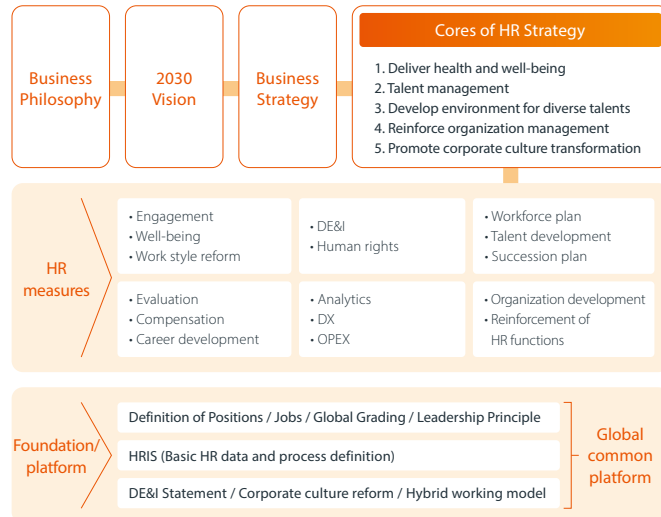 Business
Philosophy
2030
Vision
Business
Strategy
Cores of HR Strategy
1. Deliver health and well-being
2. Talent management
3. Develop environment for diverse talents
4. Reinforce organization management
5. Promote corporate culture transformation
HR
measures
• Engagement
• Well-being
• Work style reform
• DE&I
• Human rights
• Workforce plan
• Talent development
• Succession plan
• Evaluation
• Compensation
• Career development
• Analytics
• DX
• OPEX
• Organization development
• Reinforcement of
HR functions
Foundation/
platform
Definition of Positions / Jobs / Global Grading / Leadership Principle
HRIS (Basic HR data and process definition)
DE&I Statement / Corporate culture reform / Hybrid working model
Global
common
platform